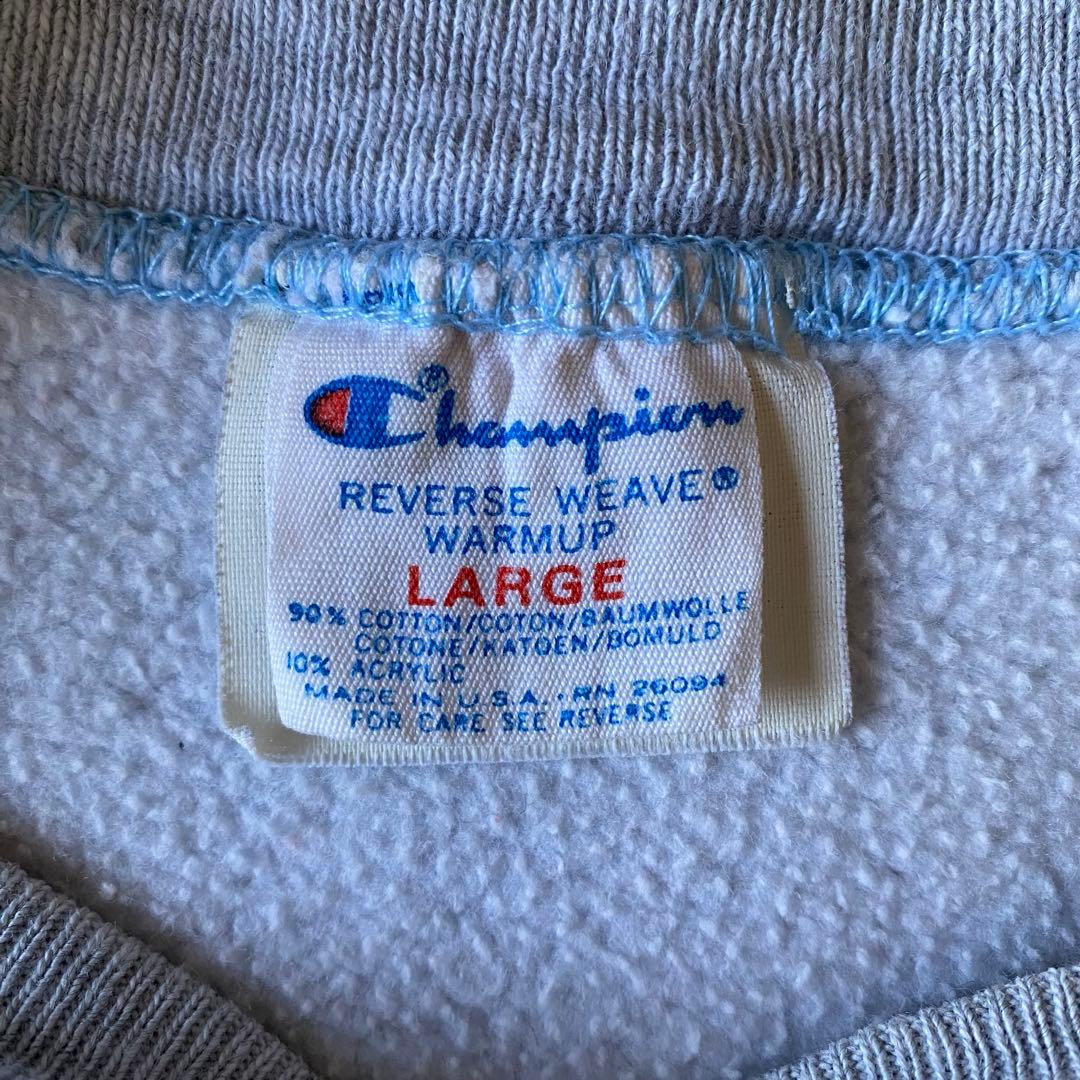 Champion®
REVERSE WEAVE®
WARMUP
LARGE
90% COTTON/COTON/BAUMWOLLE
COTONE/KATOEN/BOMULD
10% ACRYLIC
MADE IN U.S.A. · RN 26094
FOR CARE SEE REVERSE